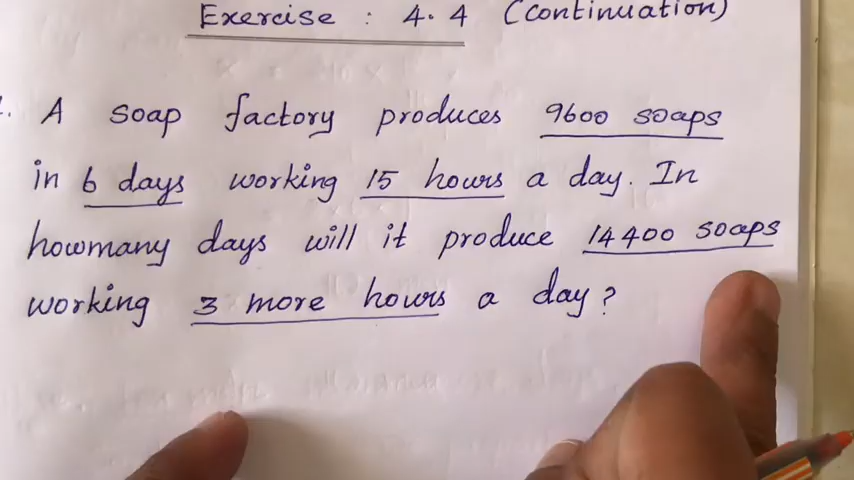 Exercise : 4.4 (continuation)
A soap factory produces 9600 soaps
in 6 days working 15 hours a day. In
howmany days will it produce 14400 soaps
working 3 more hours a day?